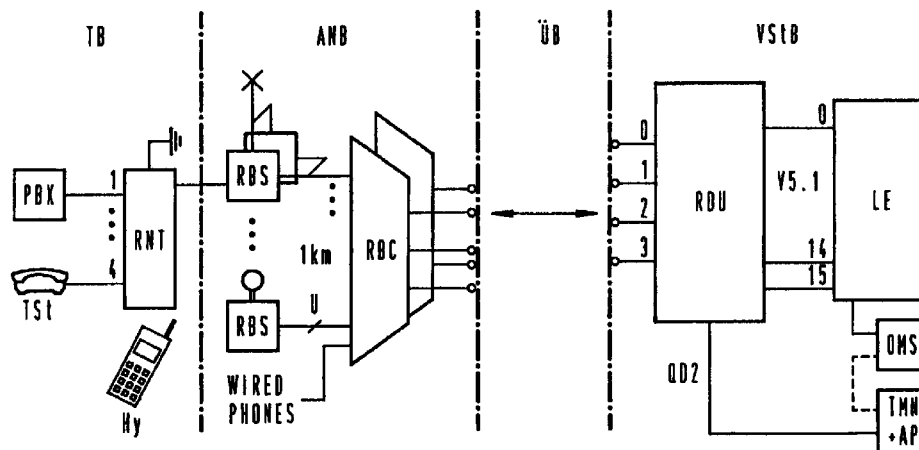 TB
ANB
ÜB
VStB
PBX
1
4
RNT
TSt
Hy
RBS
RBS
1km
U
RBC
WIRED
PHONES
0
1
2
3
RDU
0
V5.1
14
15
LE
QD2
OMS
TMN
+AP